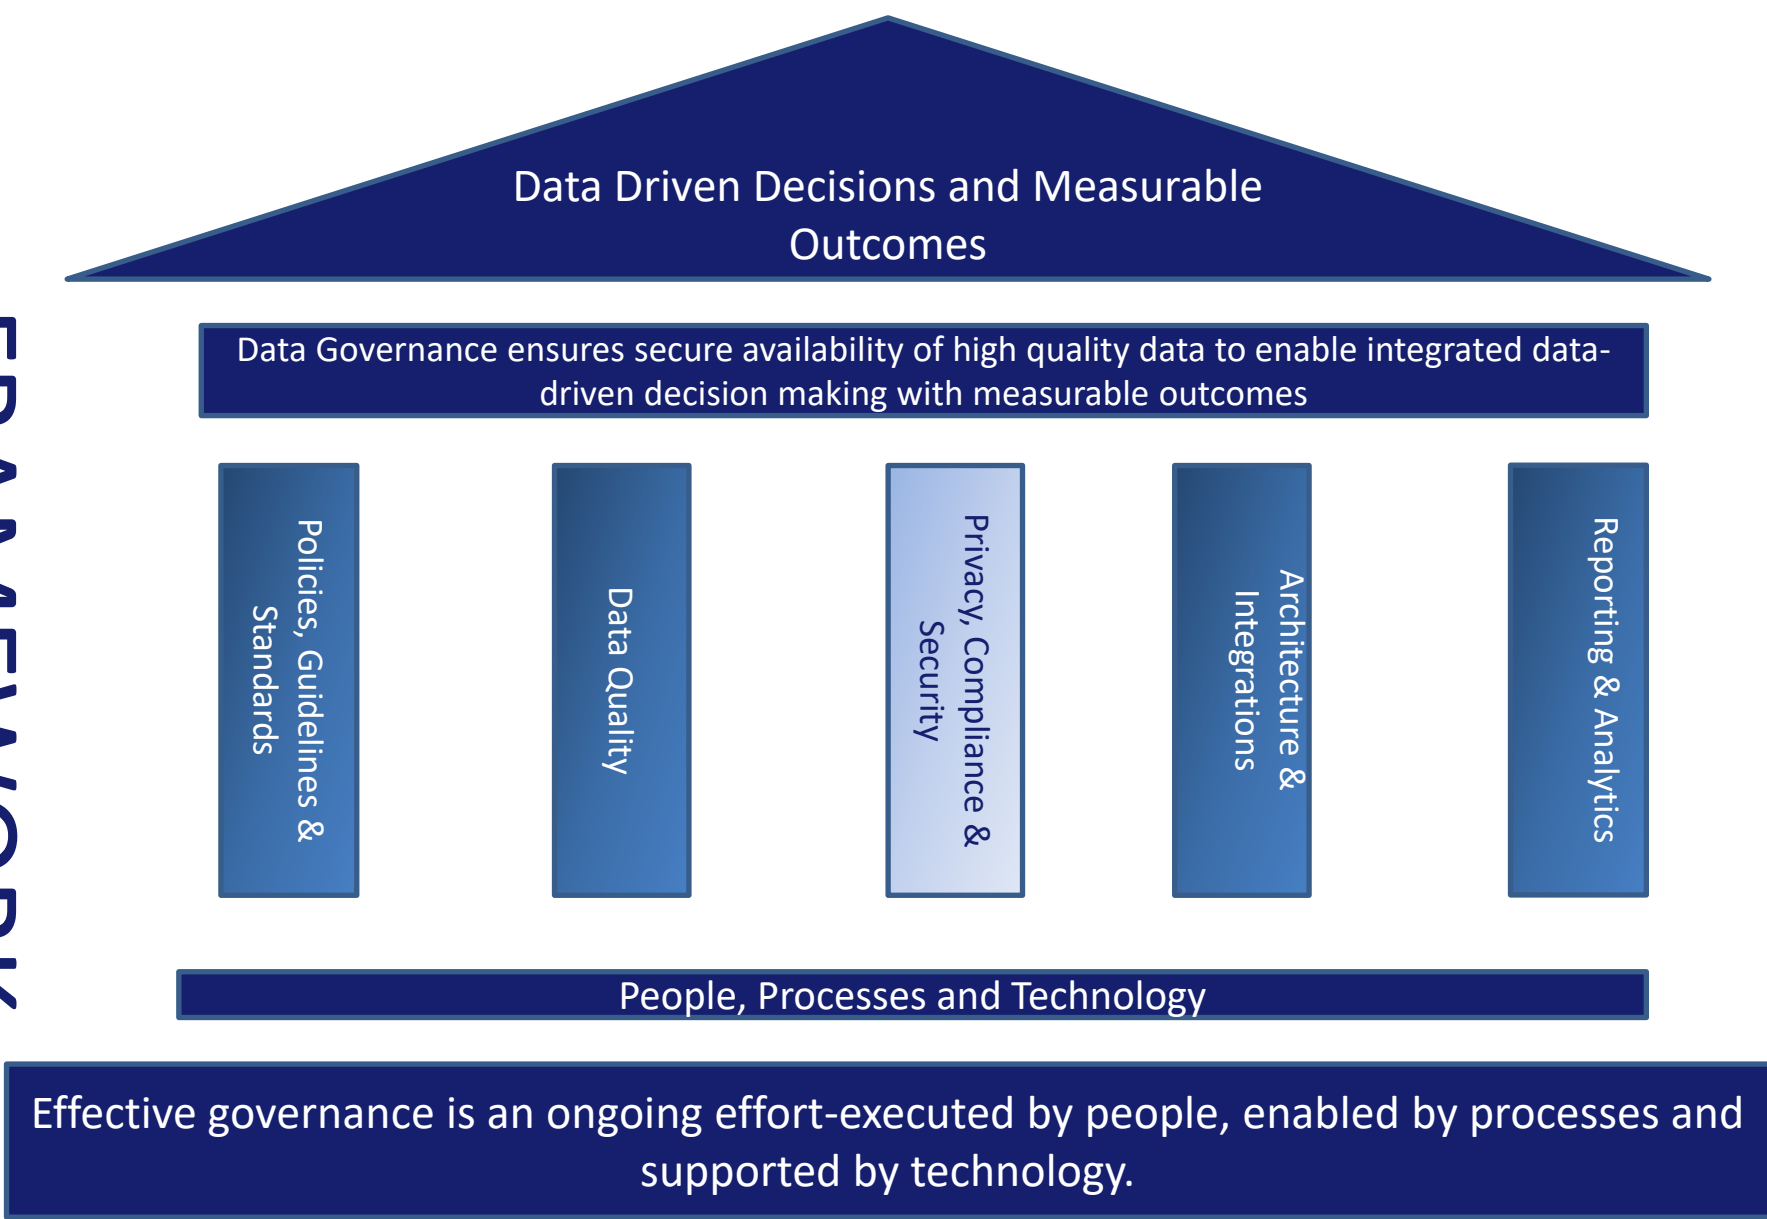 Data Driven Decisions and Measurable
Outcomes
Data Governance ensures secure availability of high quality data to enable integrated data-
driven decision making with measurable outcomes
FRAMEWORK
Policies, Guidelines &
Standards
Data Quality
Privacy, Compliance &
Security
Architecture &
Integrations
Reporting & Analytics
People, Processes and Technology
Effective governance is an ongoing effort-executed by people, enabled by processes and
supported by technology.